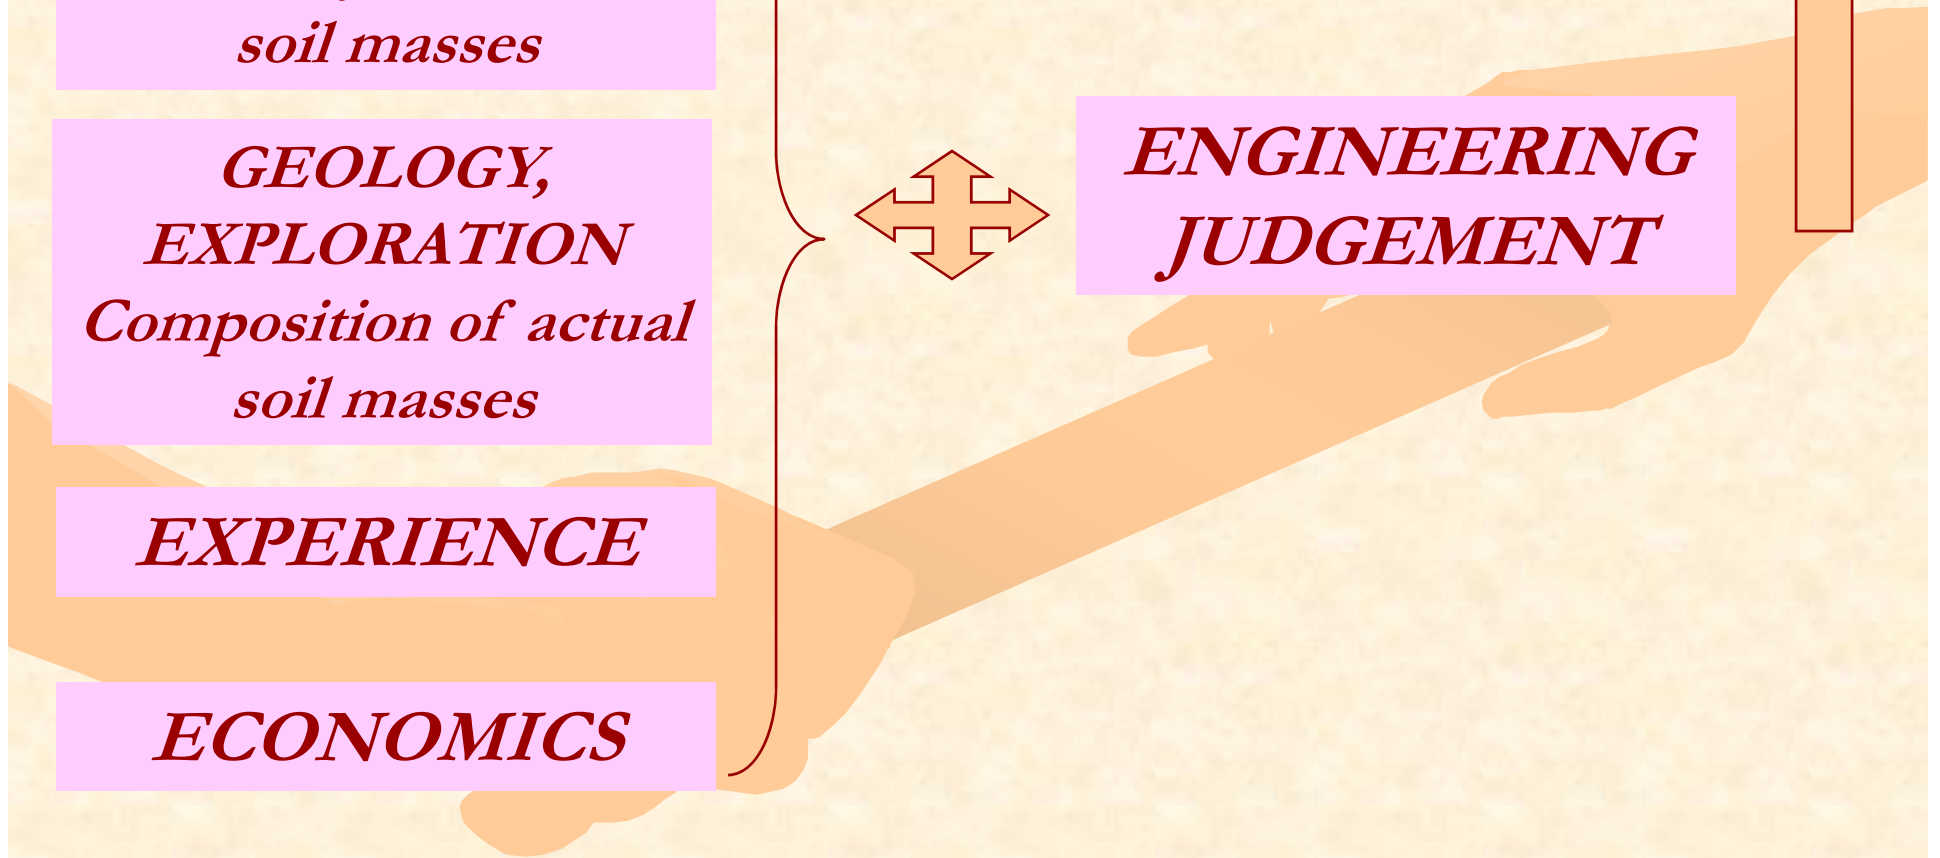 soil masses
GEOLOGY,
EXPLORATION
Composition of actual
soil masses
EXPERIENCE
ECONOMICS
ENGINEERING
JUDGEMENT